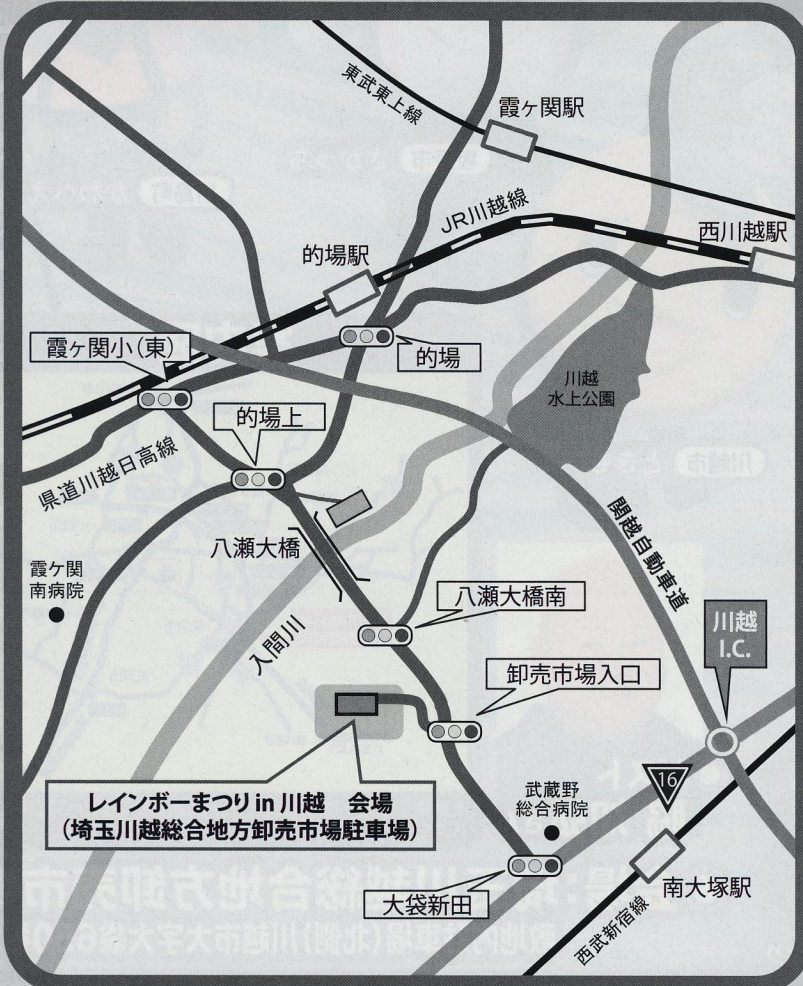 東武東上線
霞ヶ関駅
JR川越線
西川越駅
的場駅
霞ヶ関小(東)
的場
川越
水上公園
的場上
県道川越日高線
関越自動車道
八瀬大橋
霞ケ関
南病院
八瀬大橋南
川越
I.C.
入間川
卸売市場入口
16
武蔵野
総合病院
レインボーまつり in 川越 会場
(埼玉川越総合地方卸売市場駐車場)
大袋新田
南大塚駅
西武新宿線